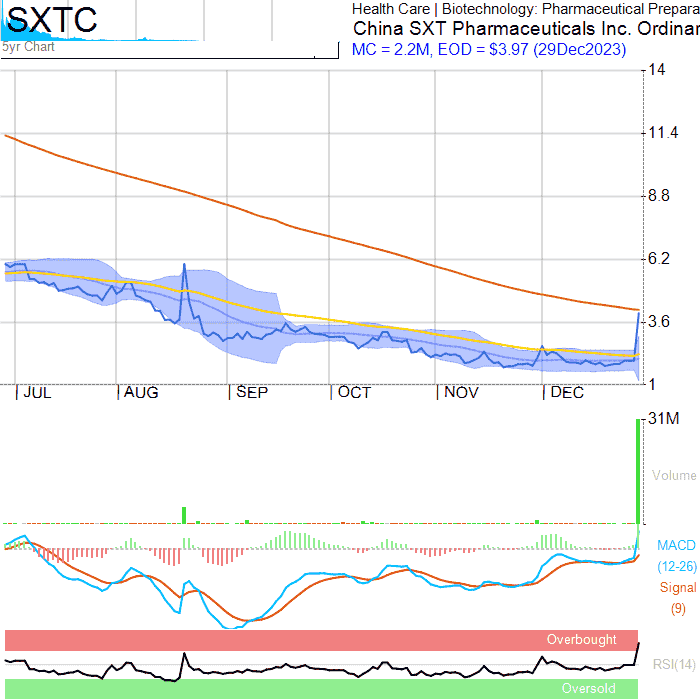 SXTC
5yr Chart
Health Care | Biotechnology: Pharmaceutical Prepara
China SXT Pharmaceuticals Inc. Ordinar
MC = 2.2M, EOD = $3.97 (29Dec2023)
14
11.4
8.8
6.2
3.6
1
JUL AUG SEP OCT NOV DEC
31M
Volume
MACD
(12-26)
Signal
(9)
Overbought
RSI(14)
Oversold